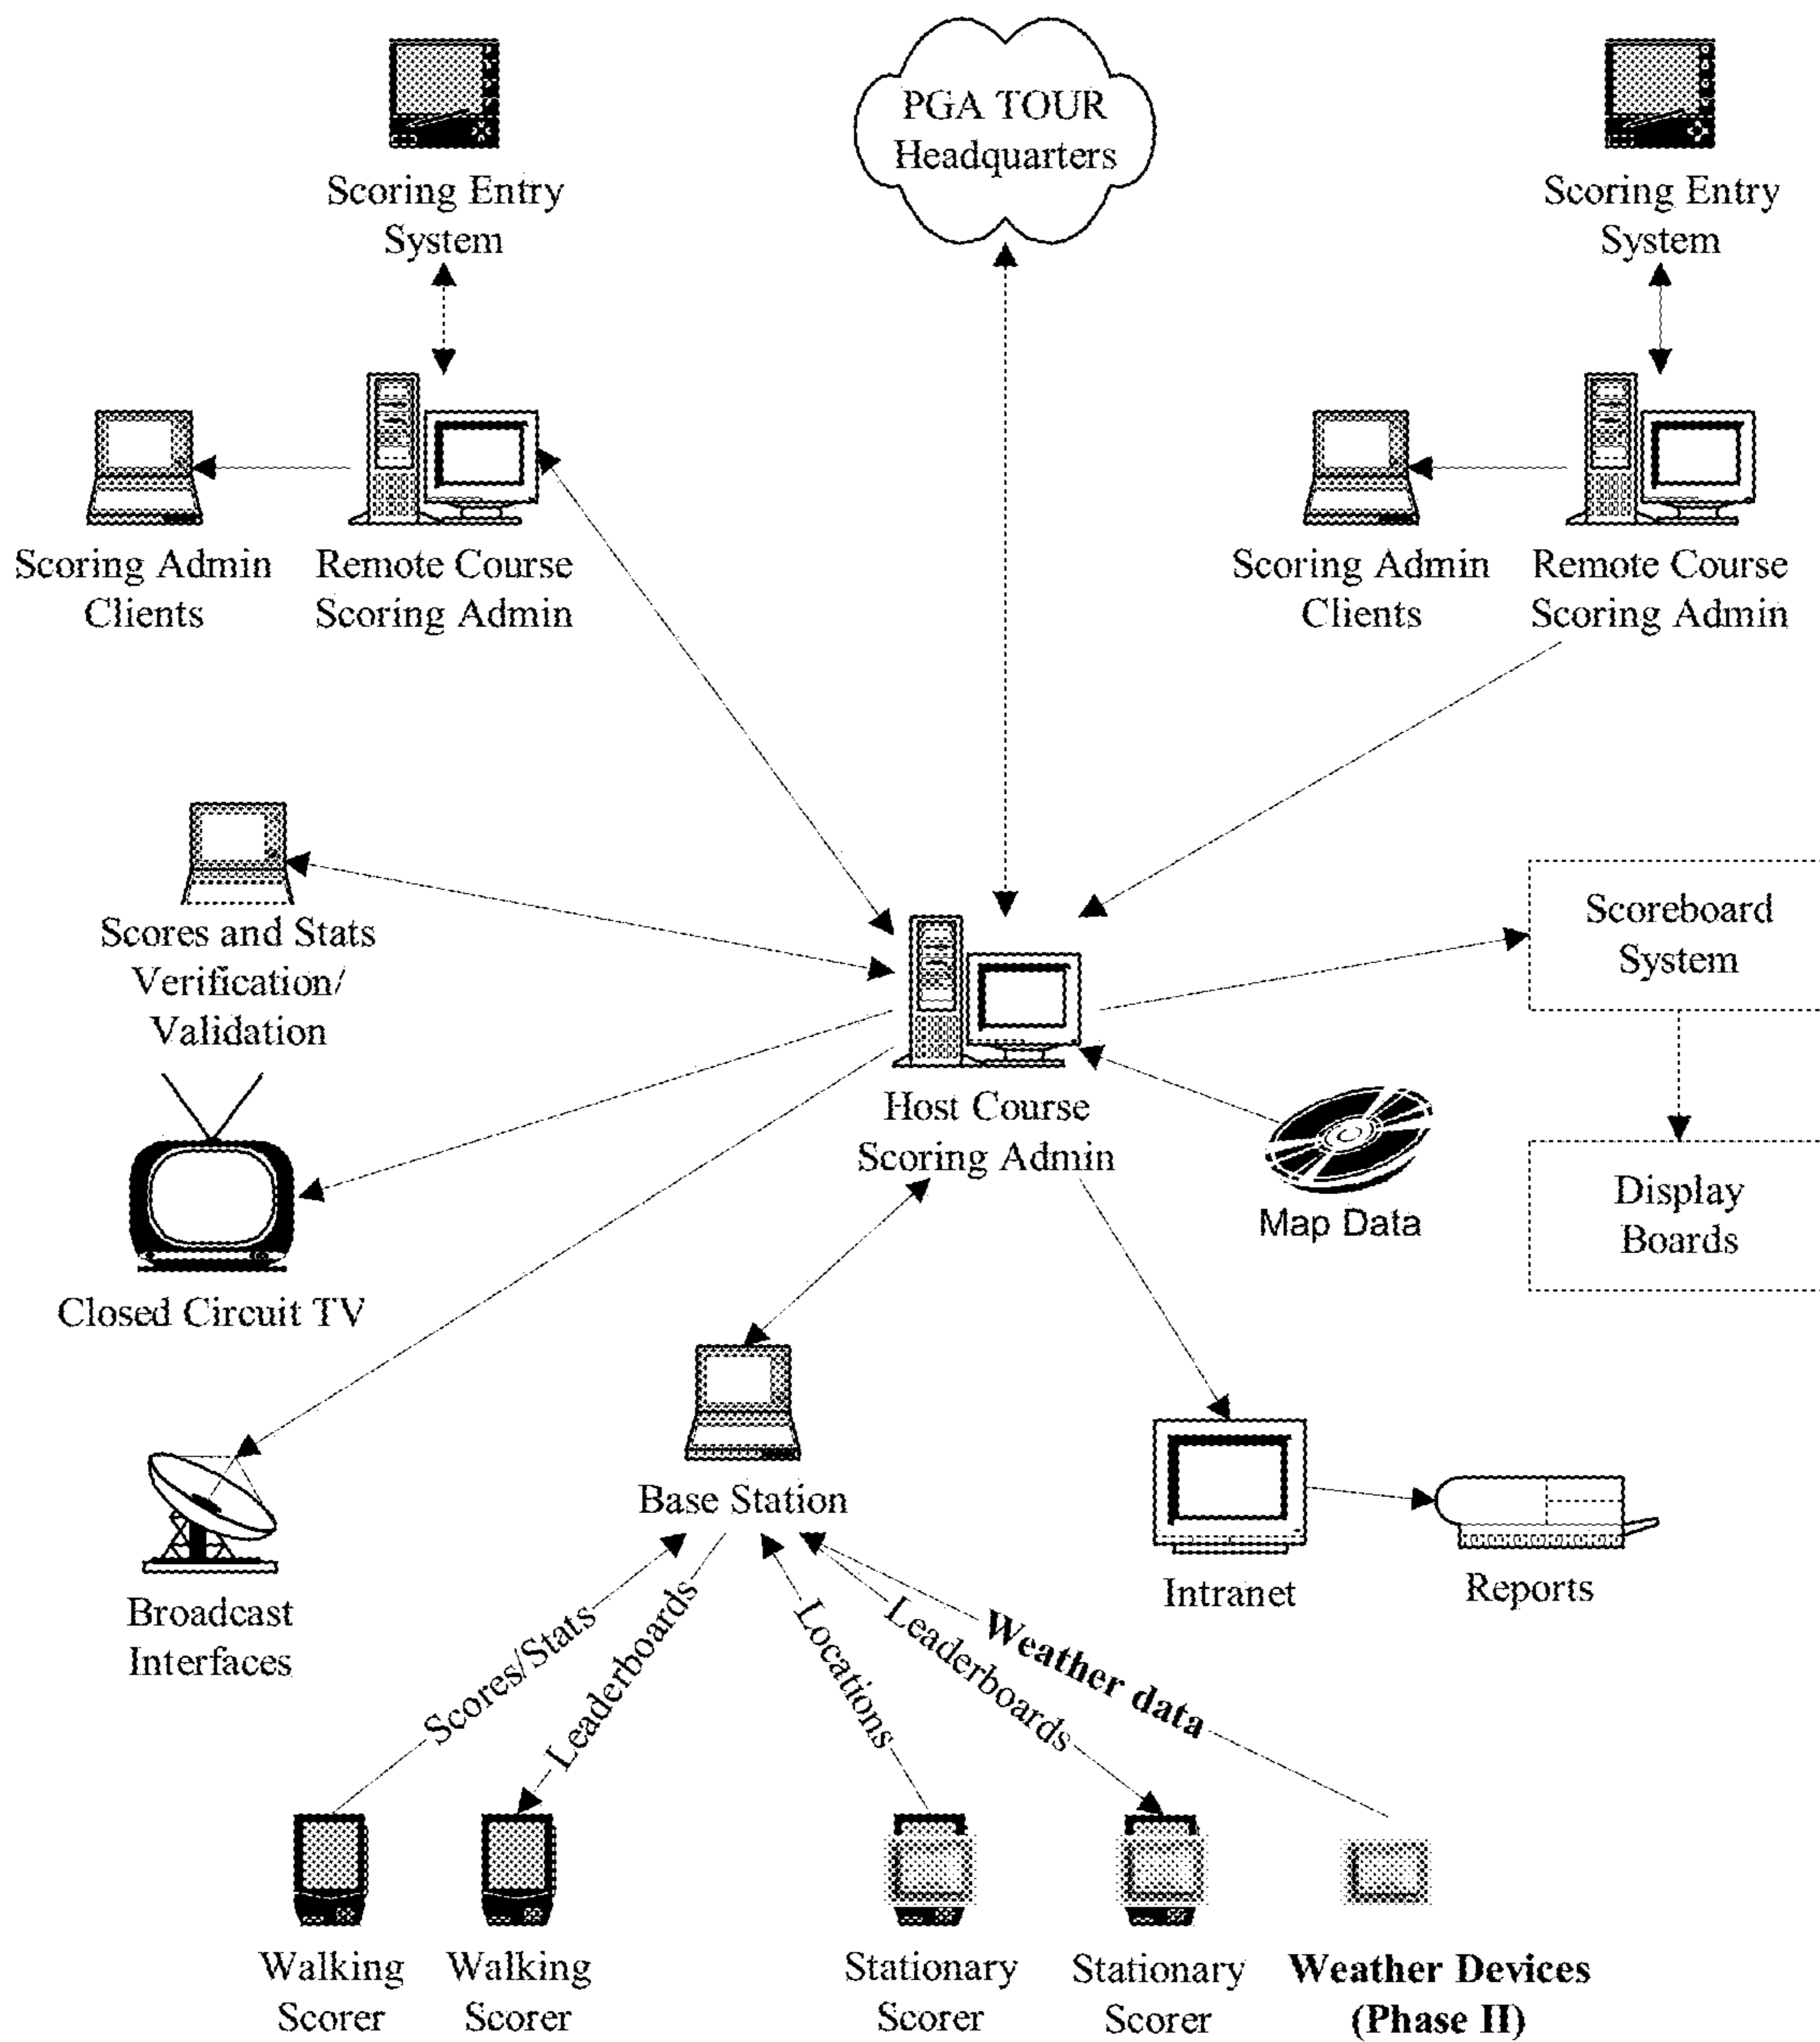 PGA TOUR
Headquarters
Scoring Entry
System
Scoring Entry
System
Scoring Admin
Clients
Remote Course
Scoring Admin
Scoring Admin
Clients
Remote Course
Scoring Admin
Scores and Stats
Verification/
Validation
Scoreboard
System
Host Course
Scoring Admin
Map Data
Display
Boards
Closed Circuit TV
Base Station
Broadcast
Interfaces
Intranet
Reports
Scores/Stats
Leaderboards
Locations
Leaderboards
Weather data
Walking
Scorer
Walking
Scorer
Stationary
Scorer
Stationary
Scorer
Weather Devices
(Phase II)